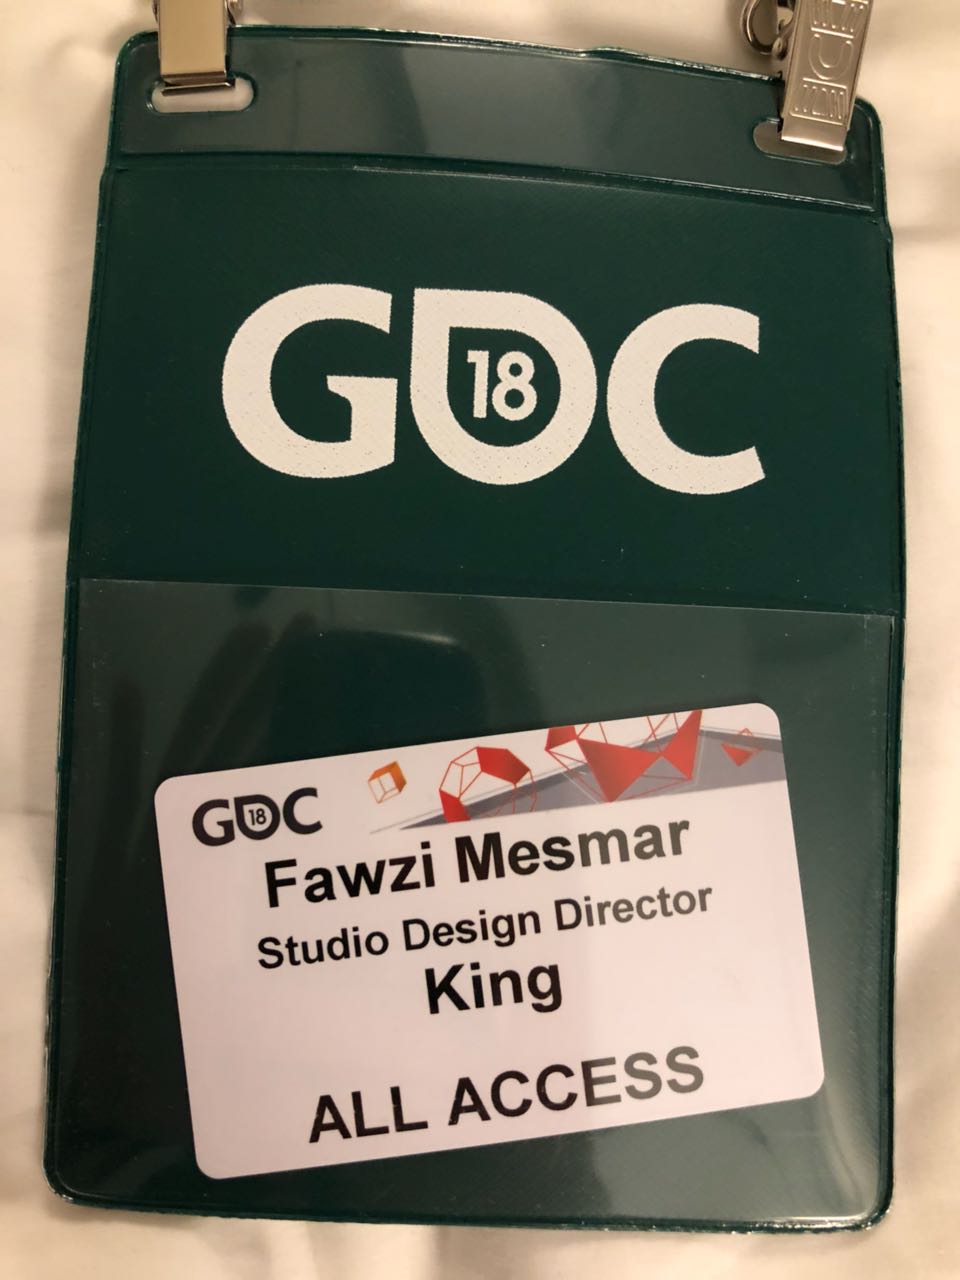 GDC
18
GDC
18
Fawzi Mesmar
Studio Design Director
King
ALL ACCESS